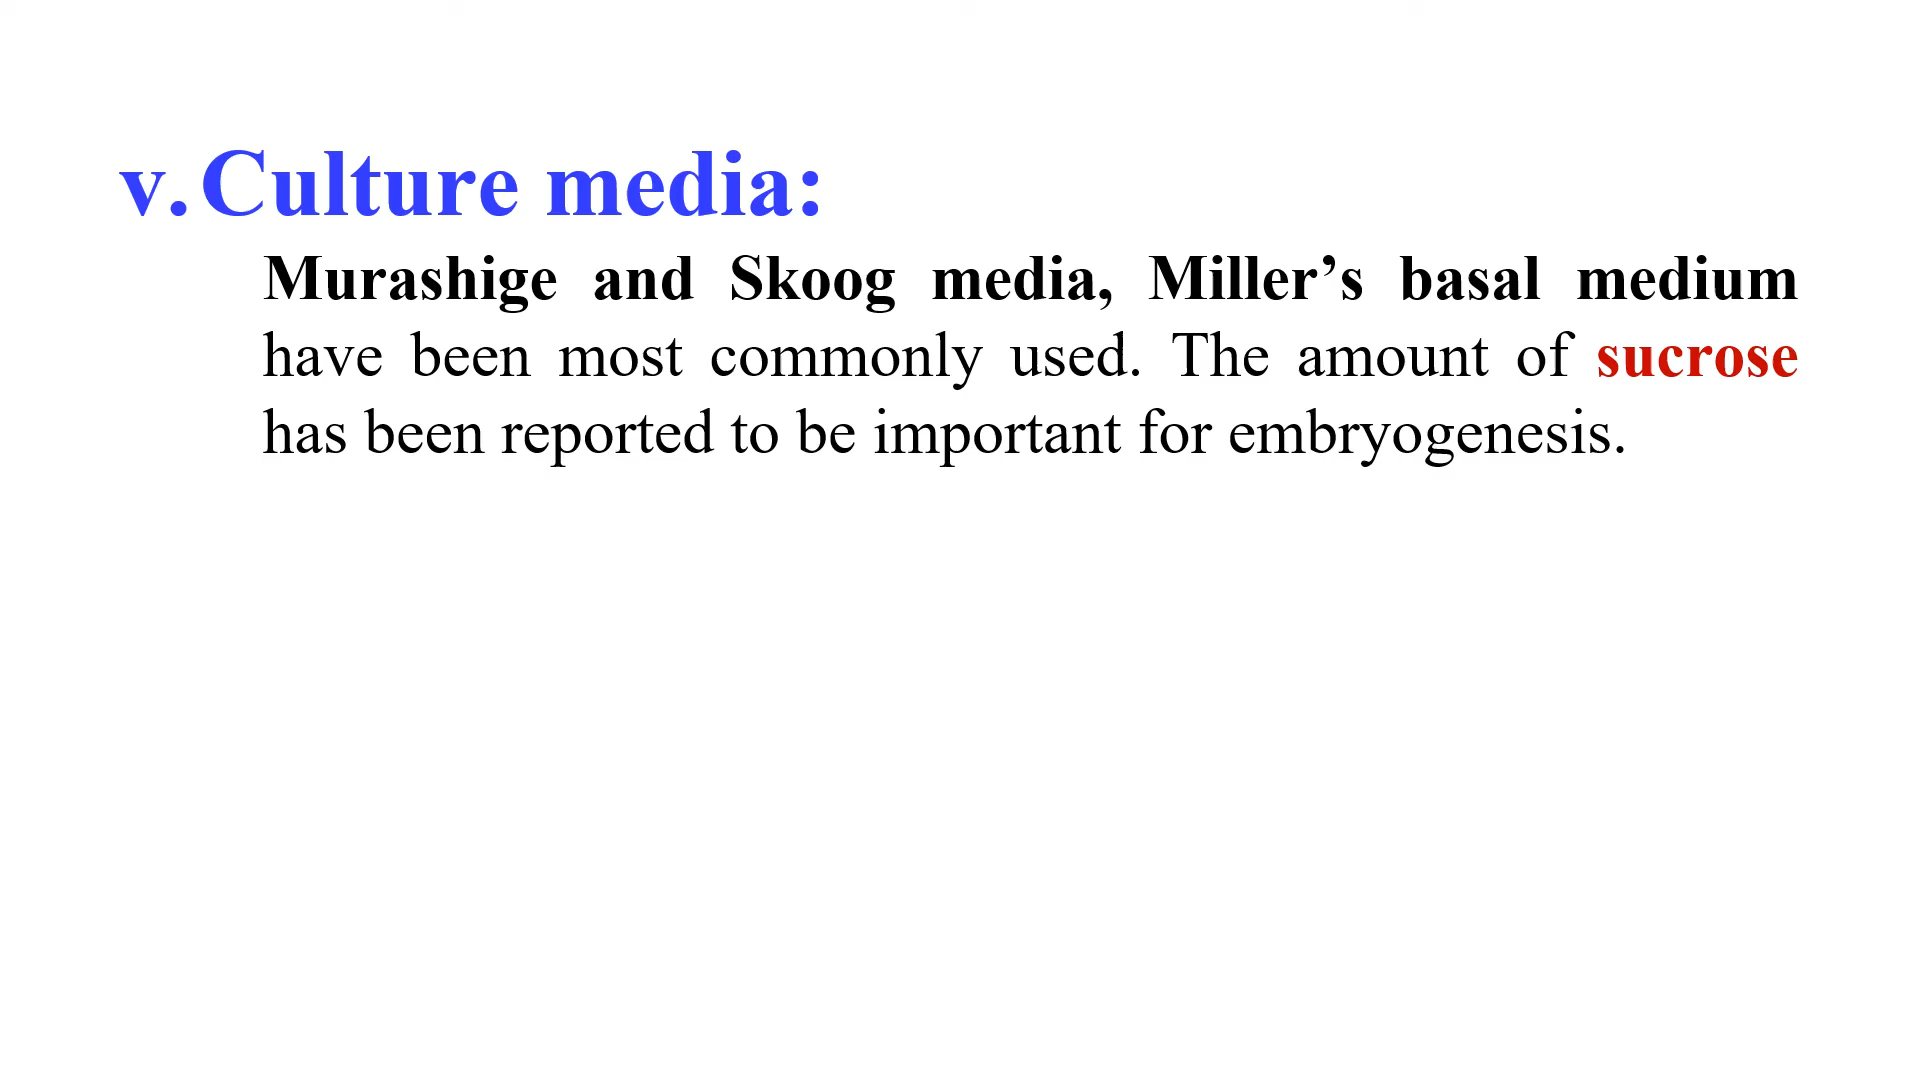 v. Culture media:
Murashige and Skoog media, Miller’s basal medium
have been most commonly used. The amount of sucrose
has been reported to be important for embryogenesis.